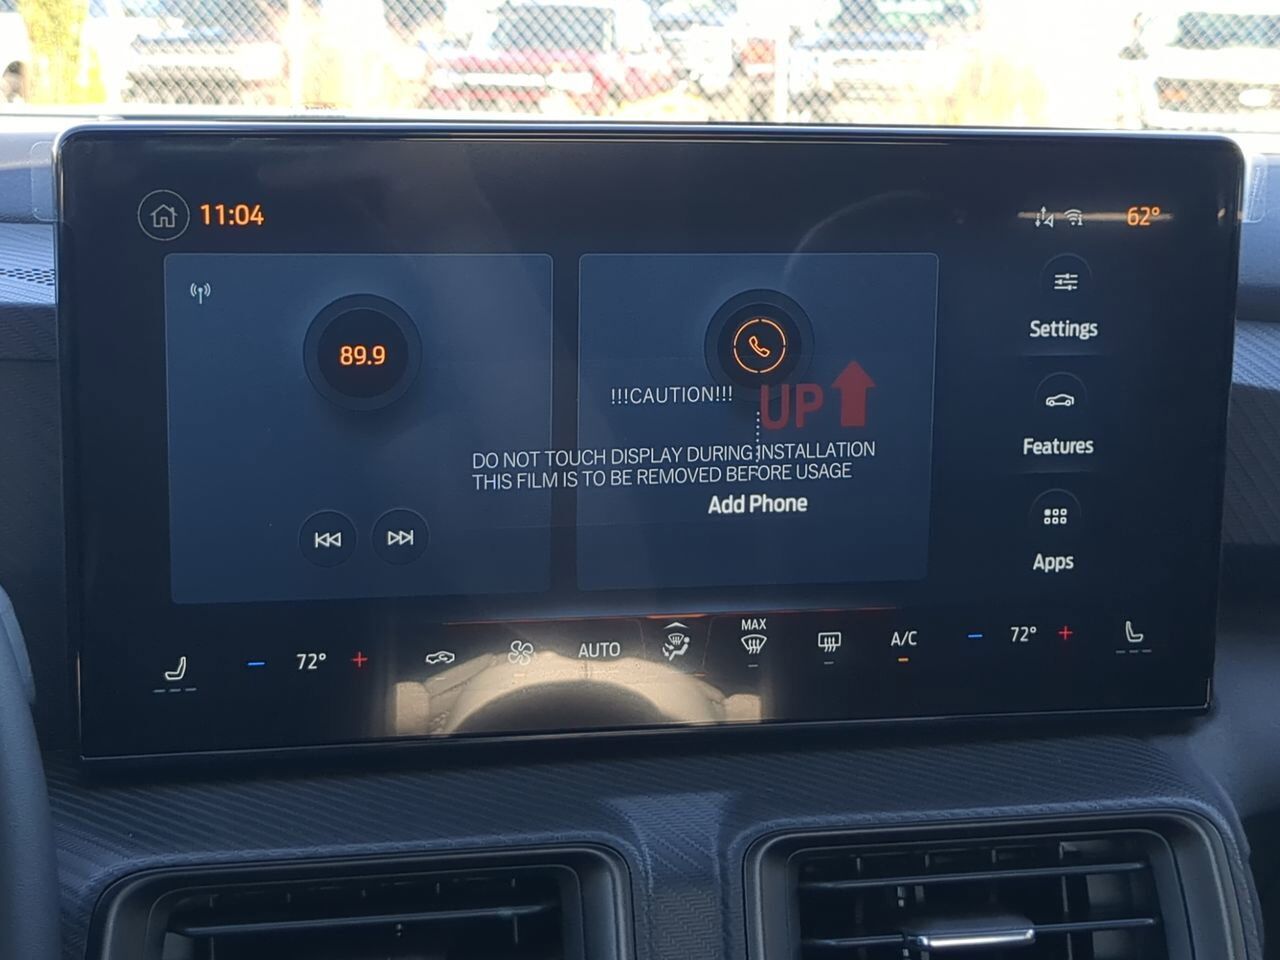 11:04
62°
89.9
Settings
!!!CAUTION!!!
UP
Features
DO NOT TOUCH DISPLAY DURING INSTALLATION
THIS FILM IS TO BE REMOVED BEFORE USAGE
Add Phone
Apps
72°
AUTO
MAX
A/C
72°